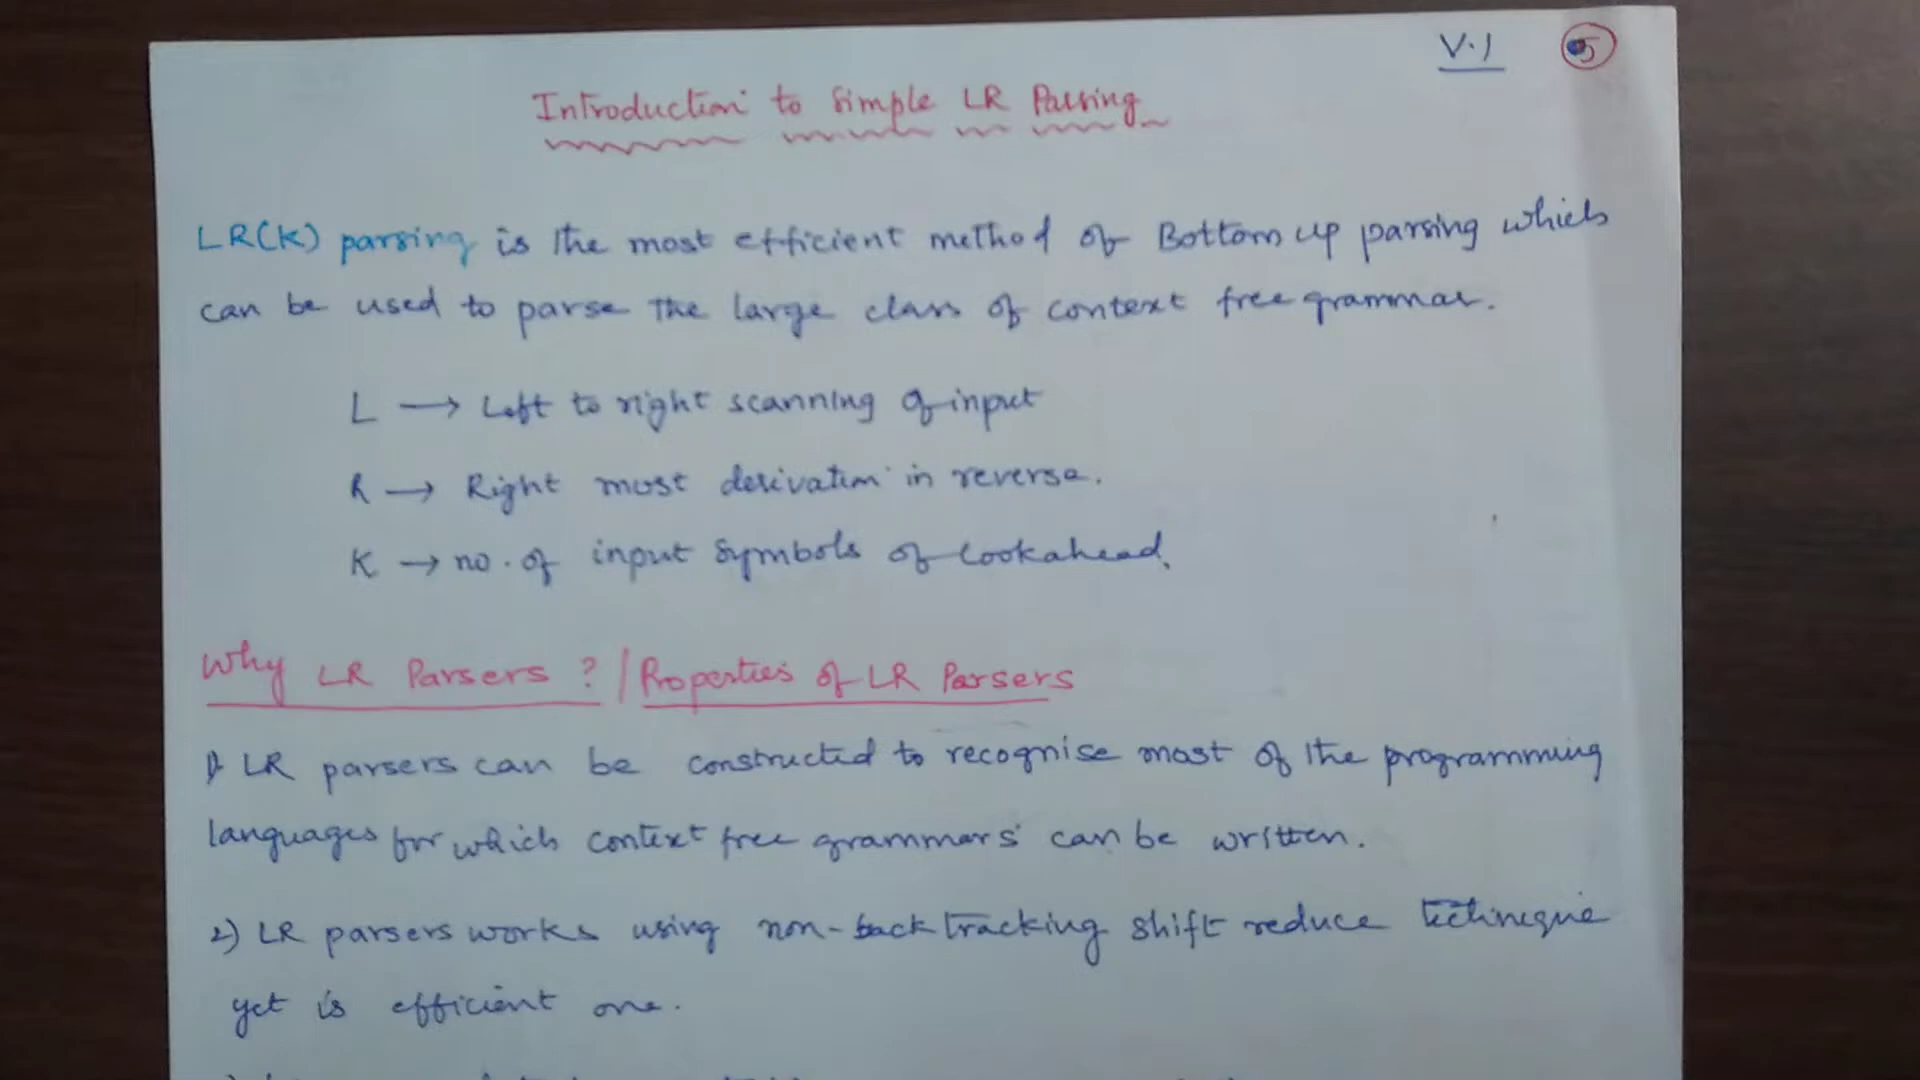 V.1 5
Introduction to Simple LR Parsing
LR(K) parsing is the most efficient method of Bottom up parsing which
can be used to parse the large class of context free grammar.
L → Left to right scanning of input
R → Right most derivation in reverse.
K → no. of input symbols of lookahead.
Why LR Parsers ? / Properties of LR Parsers
1) LR parsers can be constructed to recognise most of the programming
languages for which context free grammars can be written.
2) LR parsers works using non-backtracking shift reduce technique
yet is efficient one.